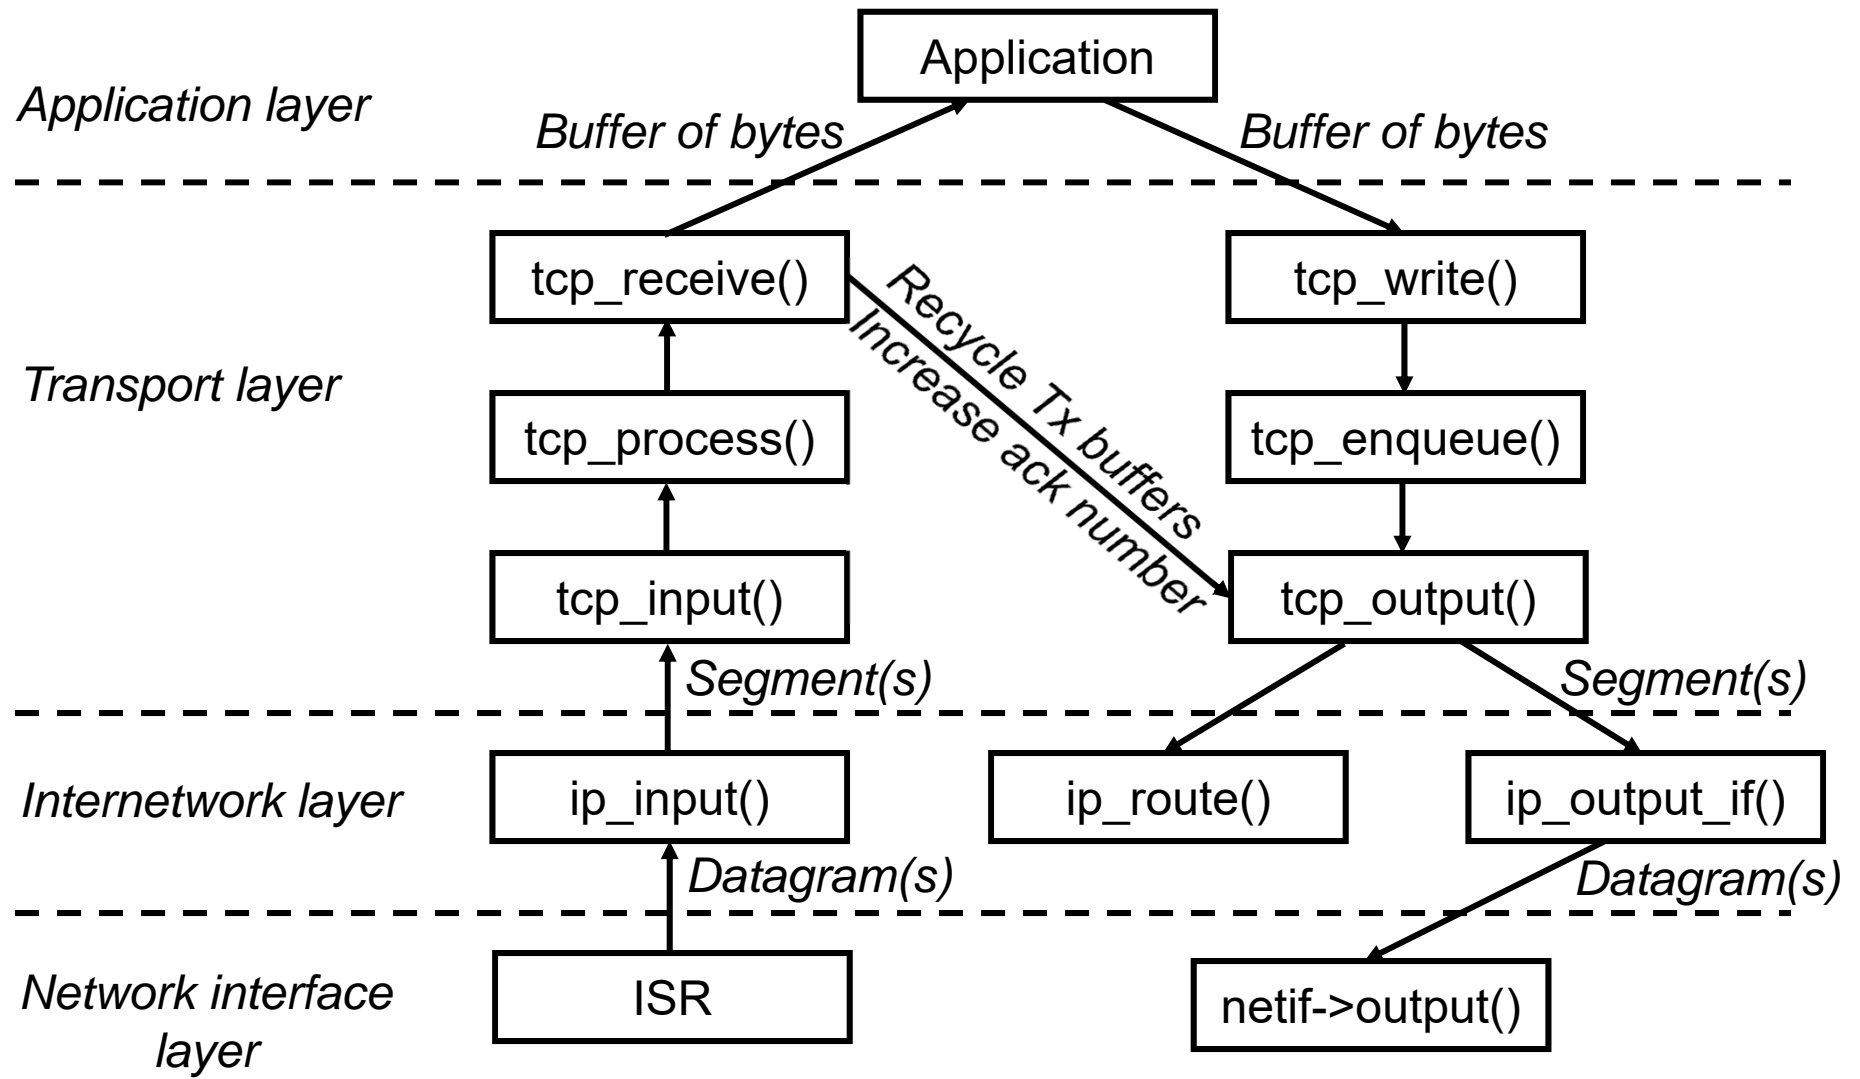 Application
Application layer
Buffer of bytes
Buffer of bytes
tcp_receive()
tcp_write()
Recycle Tx buffers
Increase ack number
Transport layer
tcp_process()
tcp_enqueue()
tcp_input()
tcp_output()
Segment(s)
Segment(s)
Internetwork layer
ip_input()
ip_route()
ip_output_if()
Datagram(s)
Datagram(s)
Network interface
layer
ISR
netif->output()